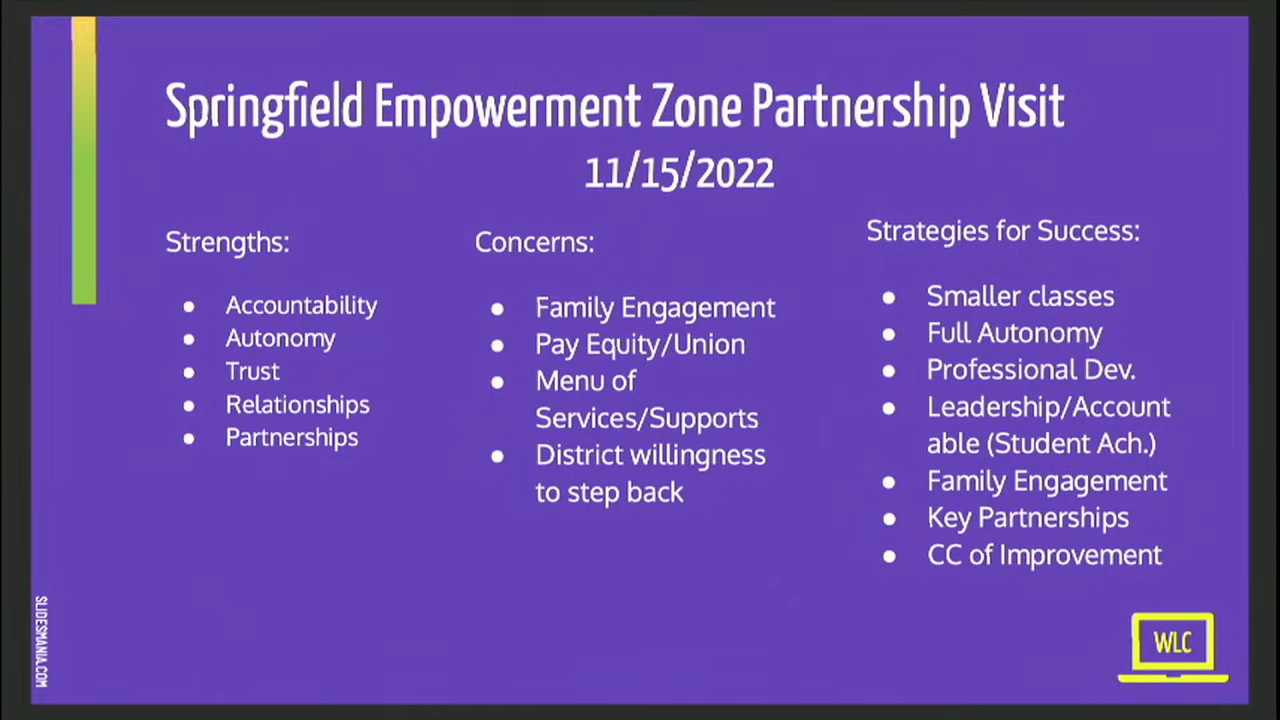 Springfield Empowerment Zone Partnership Visit
11/15/2022
Strengths:
● Accountability
● Autonomy
● Trust
● Relationships
● Partnerships
Concerns:
● Family Engagement
● Pay Equity/Union
● Menu of
Services/Supports
● District willingness
to step back
Strategies for Success:
● Smaller classes
● Full Autonomy
● Professional Dev.
● Leadership/Account
able (Student Ach.)
● Family Engagement
● Key Partnerships
● CC of Improvement
SLIDESMANIA.COM
WLC